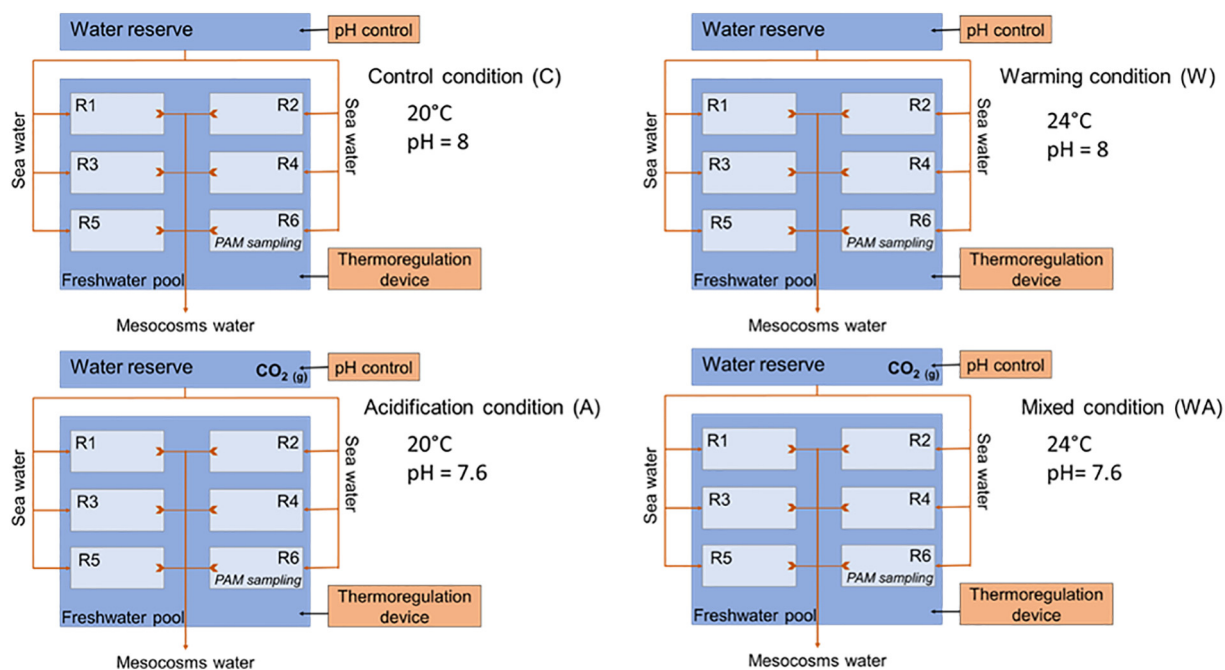 Water reserve
pH control
Control condition (C)
20°C
pH = 8
Sea water
R1
R2
R3
R4
R5
R6
PAM sampling
Sea water
Freshwater pool
Thermoregulation
device
Mesocosms water
Water reserve
pH control
Warming condition (W)
24°C
pH = 8
Sea water
R1
R2
R3
R4
R5
R6
PAM sampling
Sea water
Freshwater pool
Thermoregulation
device
Mesocosms water
Water reserve
CO₂ (g)
pH control
Acidification condition (A)
20°C
pH = 7.6
Sea water
R1
R2
R3
R4
R5
R6
PAM sampling
Sea water
Freshwater pool
Thermoregulation
device
Mesocosms water
Water reserve
CO₂ (g)
pH control
Mixed condition (WA)
24°C
pH= 7.6
Sea water
R1
R2
R3
R4
R5
R6
PAM sampling
Sea water
Freshwater pool
Thermoregulation
device
Mesocosms water